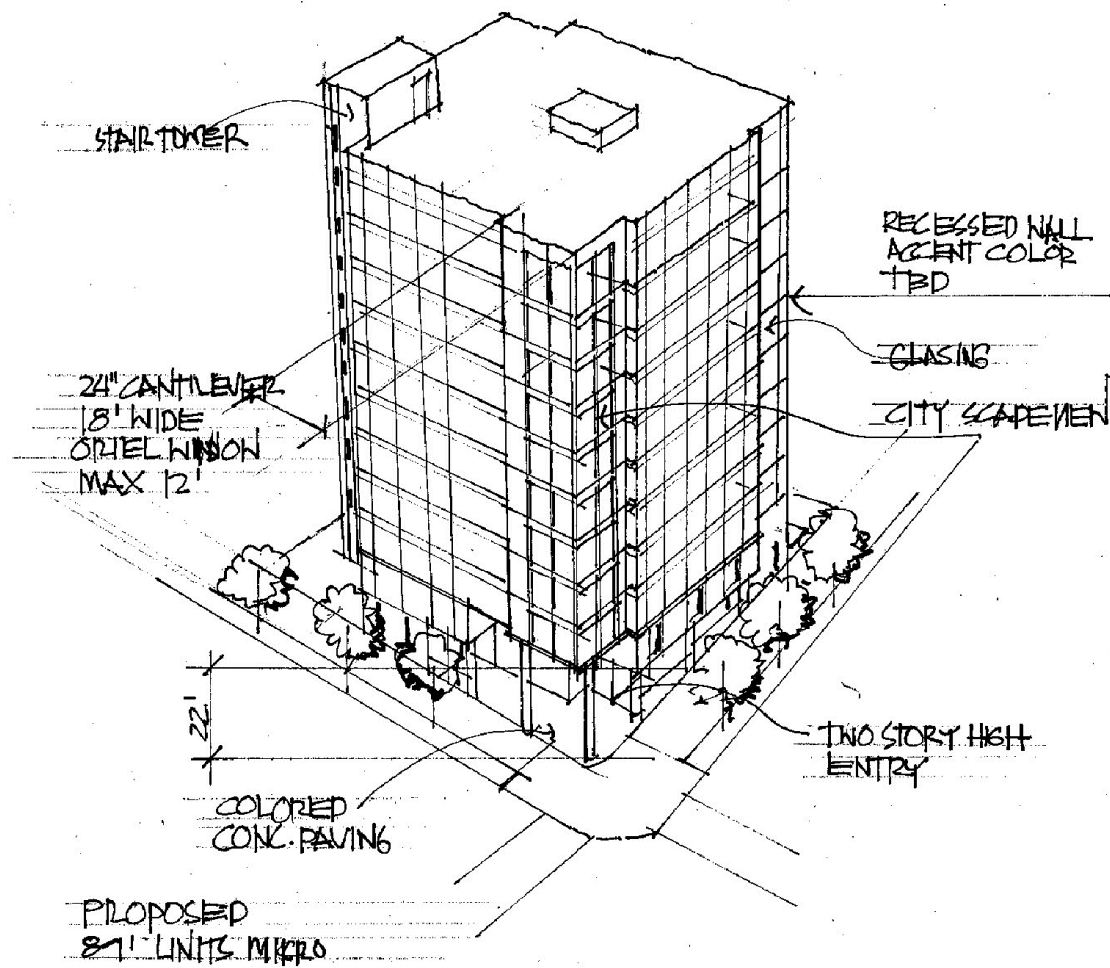 STAIR TOWER
RECESSED WALL
ACCENT COLOR
TBD
GLASING
CITY SCAPE VIEW
24" CANTILEVER
18' WIDE
ORIEL WINDOW
MAX 12'
22'
TWO STORY HIGH
ENTRY
COLORED
CONC. PAVING
PROPOSED
UNITS MICRO